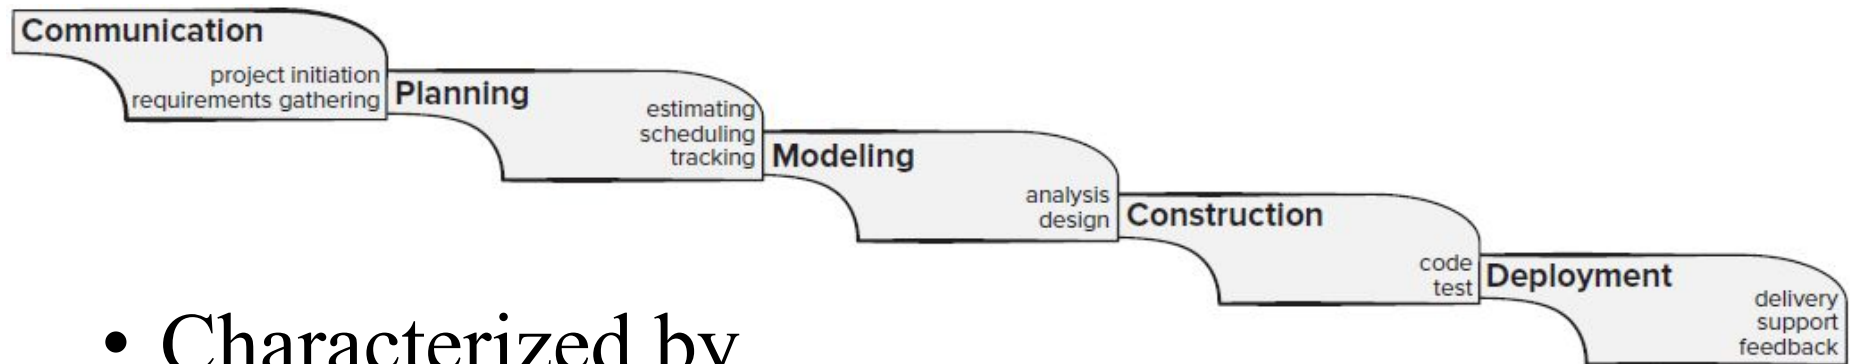 Communication
project initiation
requirements gathering
Planning
estimating
scheduling
tracking
Modeling
analysis
design
Construction
code
test
Deployment
delivery
support
feedback
• Characterized by